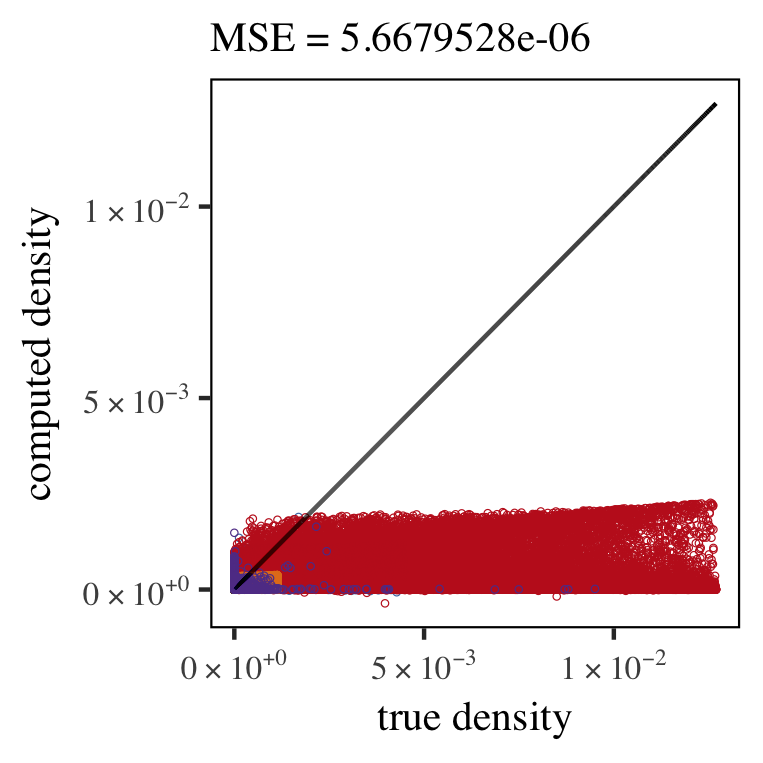 MSE = 5.6679528e-06
computed density
1 × 10⁻²
5 × 10⁻³
0 × 10⁺⁰
0 × 10⁺⁰ 5 × 10⁻³ 1 × 10⁻²
true density